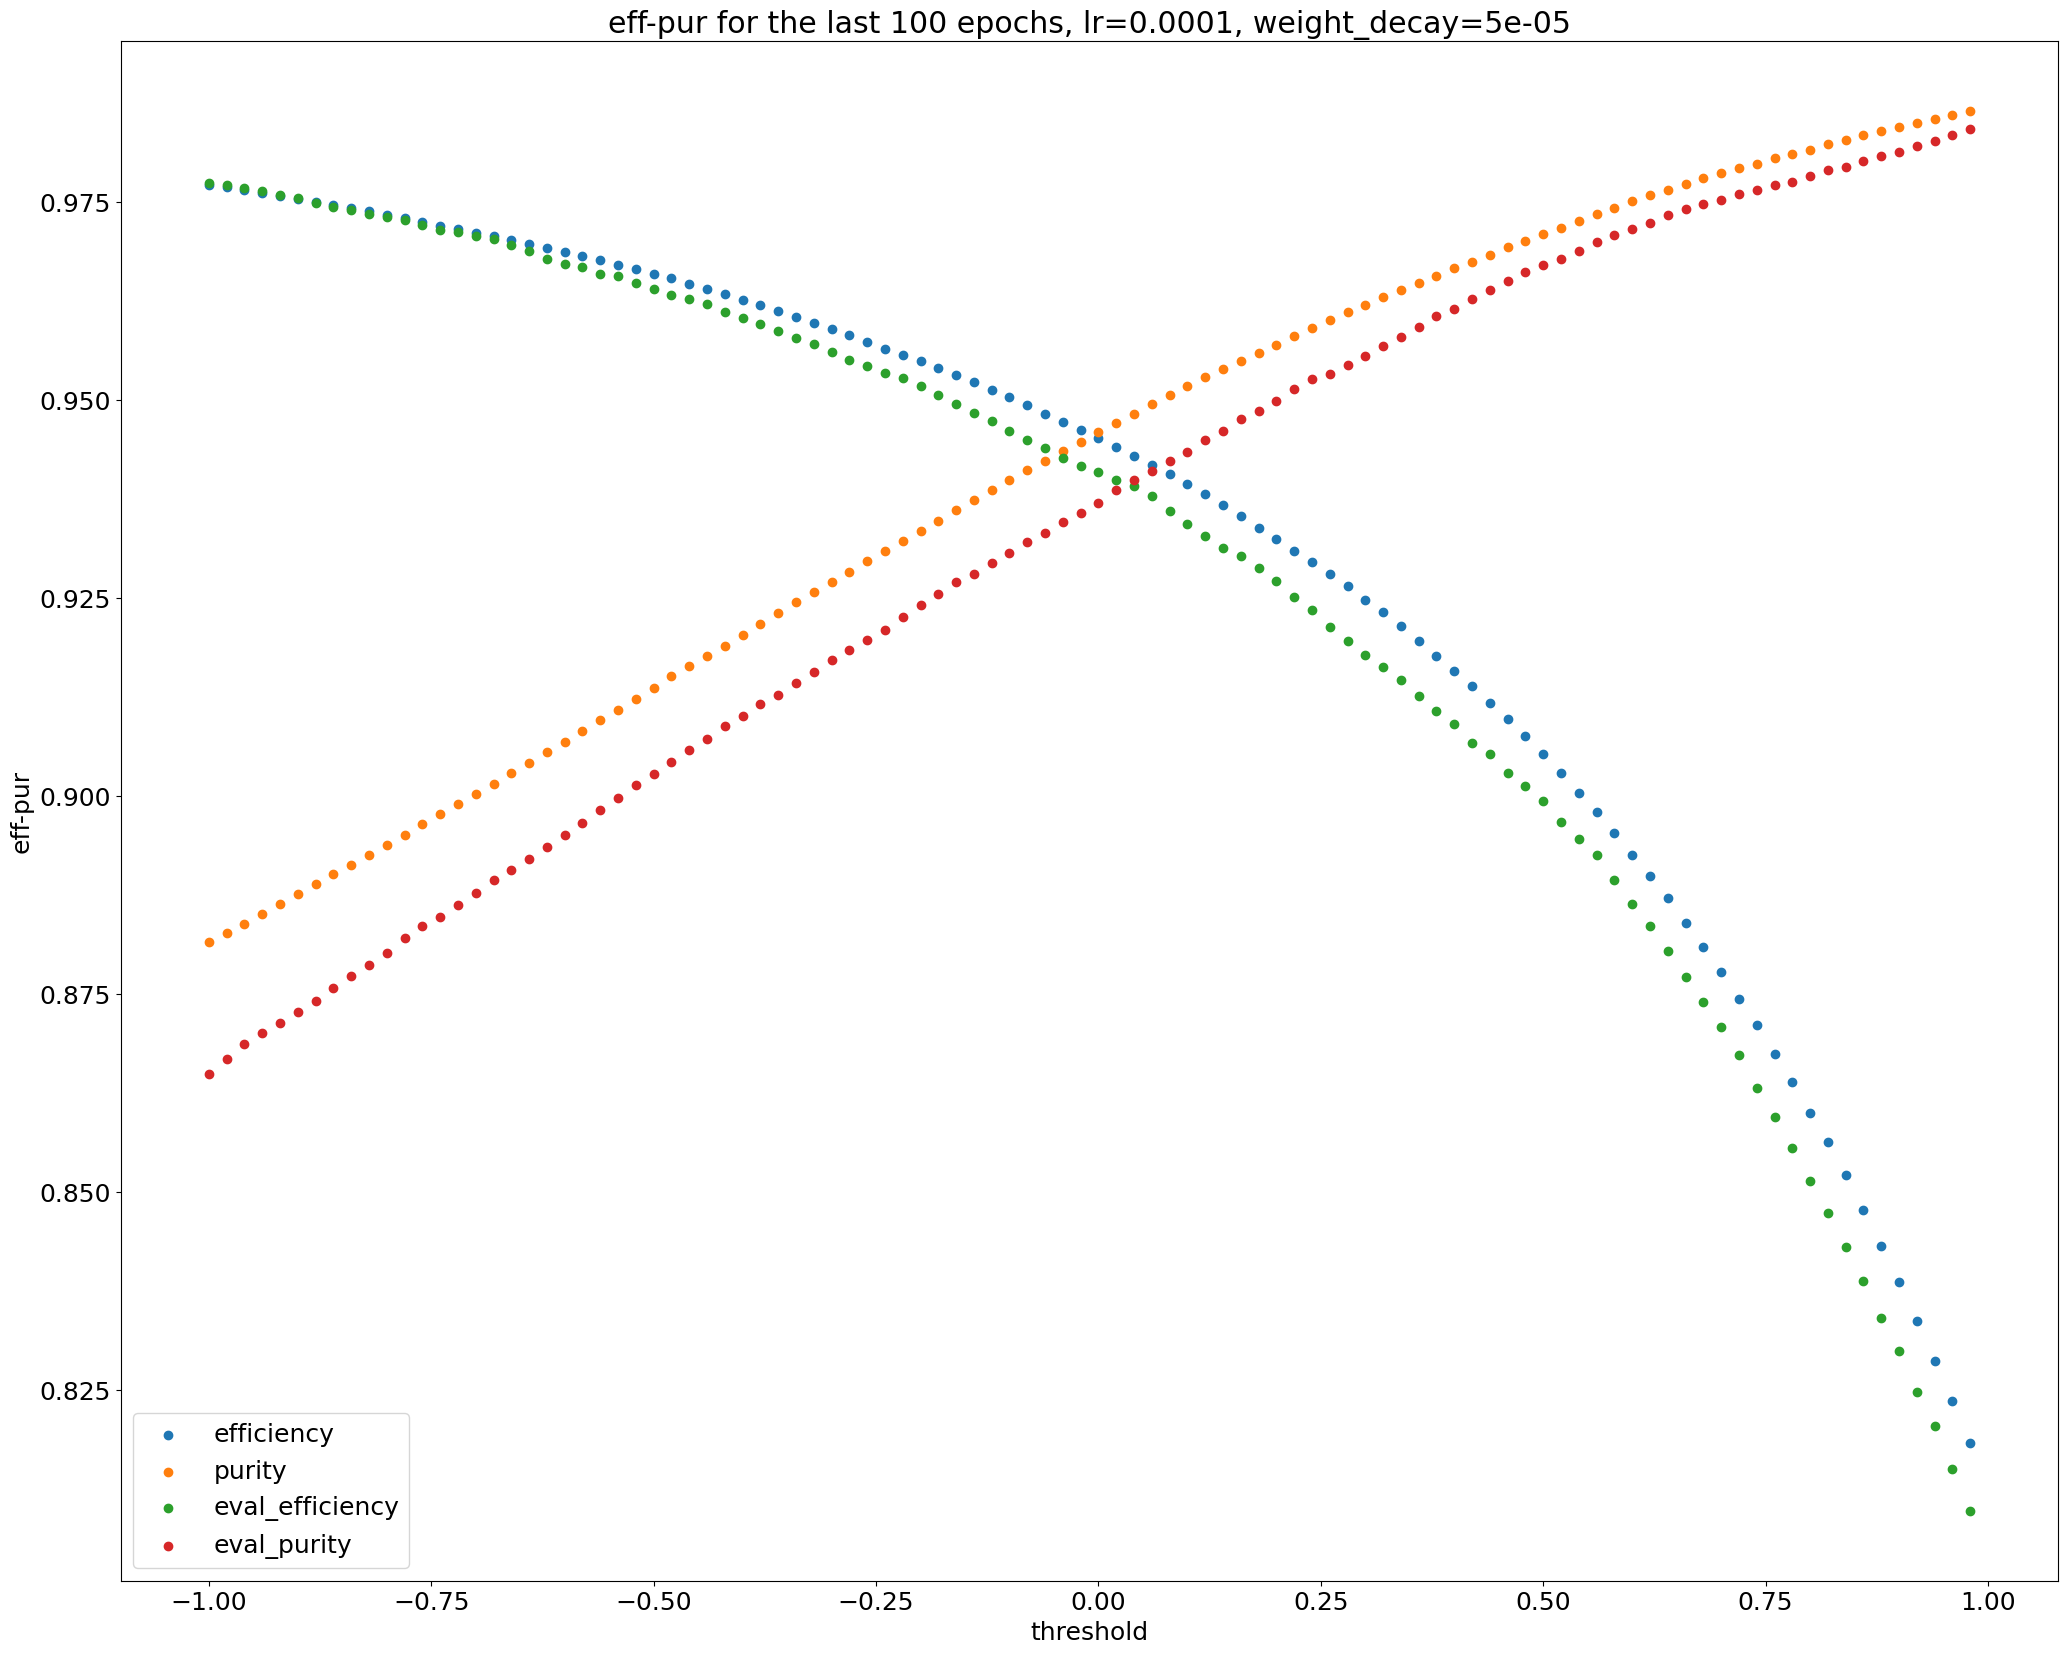 eff-pur for the last 100 epochs, lr=0.0001, weight_decay=5e-05
0.975
0.950
0.925
0.900
0.875
0.850
0.825
eff-pur
efficiency
purity
eval_efficiency
eval_purity
−1.00 −0.75 −0.50 −0.25 0.00 0.25 0.50 0.75 1.00
threshold